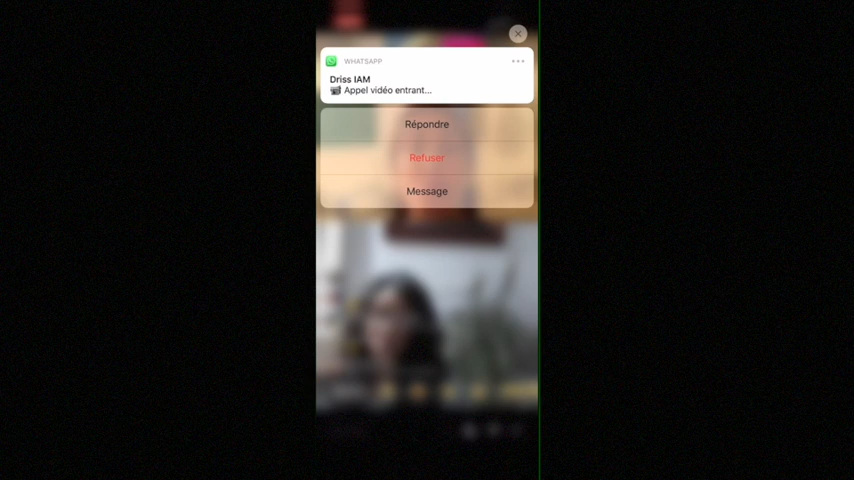 WHATSAPP
Driss IAM
📹 Appel vidéo entrant...
Répondre
Refuser
Message